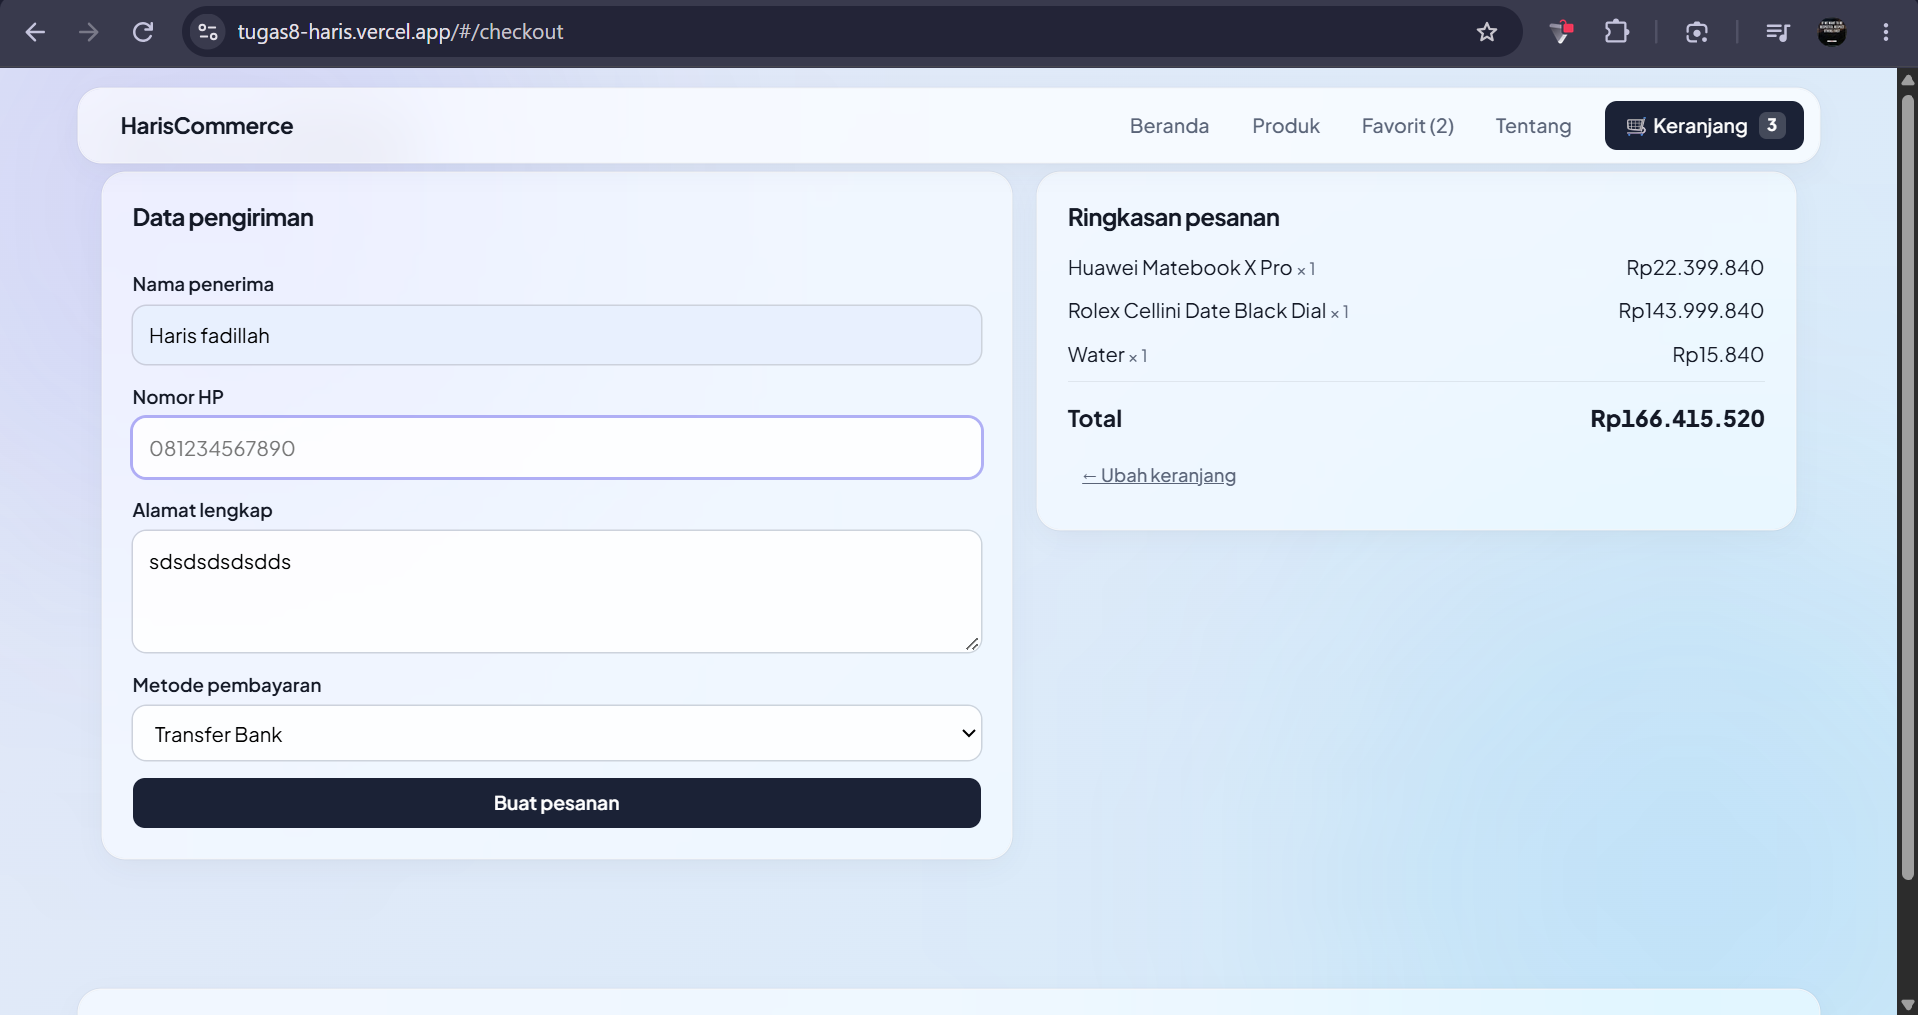 tugas8-haris.vercel.app/#/checkout
HarisCommerce
Beranda
Produk
Favorit (2)
Tentang
Keranjang 3
Data pengiriman
Nama penerima
Haris fadillah
Nomor HP
081234567890
Alamat lengkap
sdsdsdsdsdds
Metode pembayaran
Transfer Bank
Buat pesanan
Ringkasan pesanan
Huawei Matebook X Pro × 1 Rp22.399.840
Rolex Cellini Date Black Dial × 1 Rp143.999.840
Water × 1 Rp15.840
Total Rp166.415.520
← Ubah keranjang